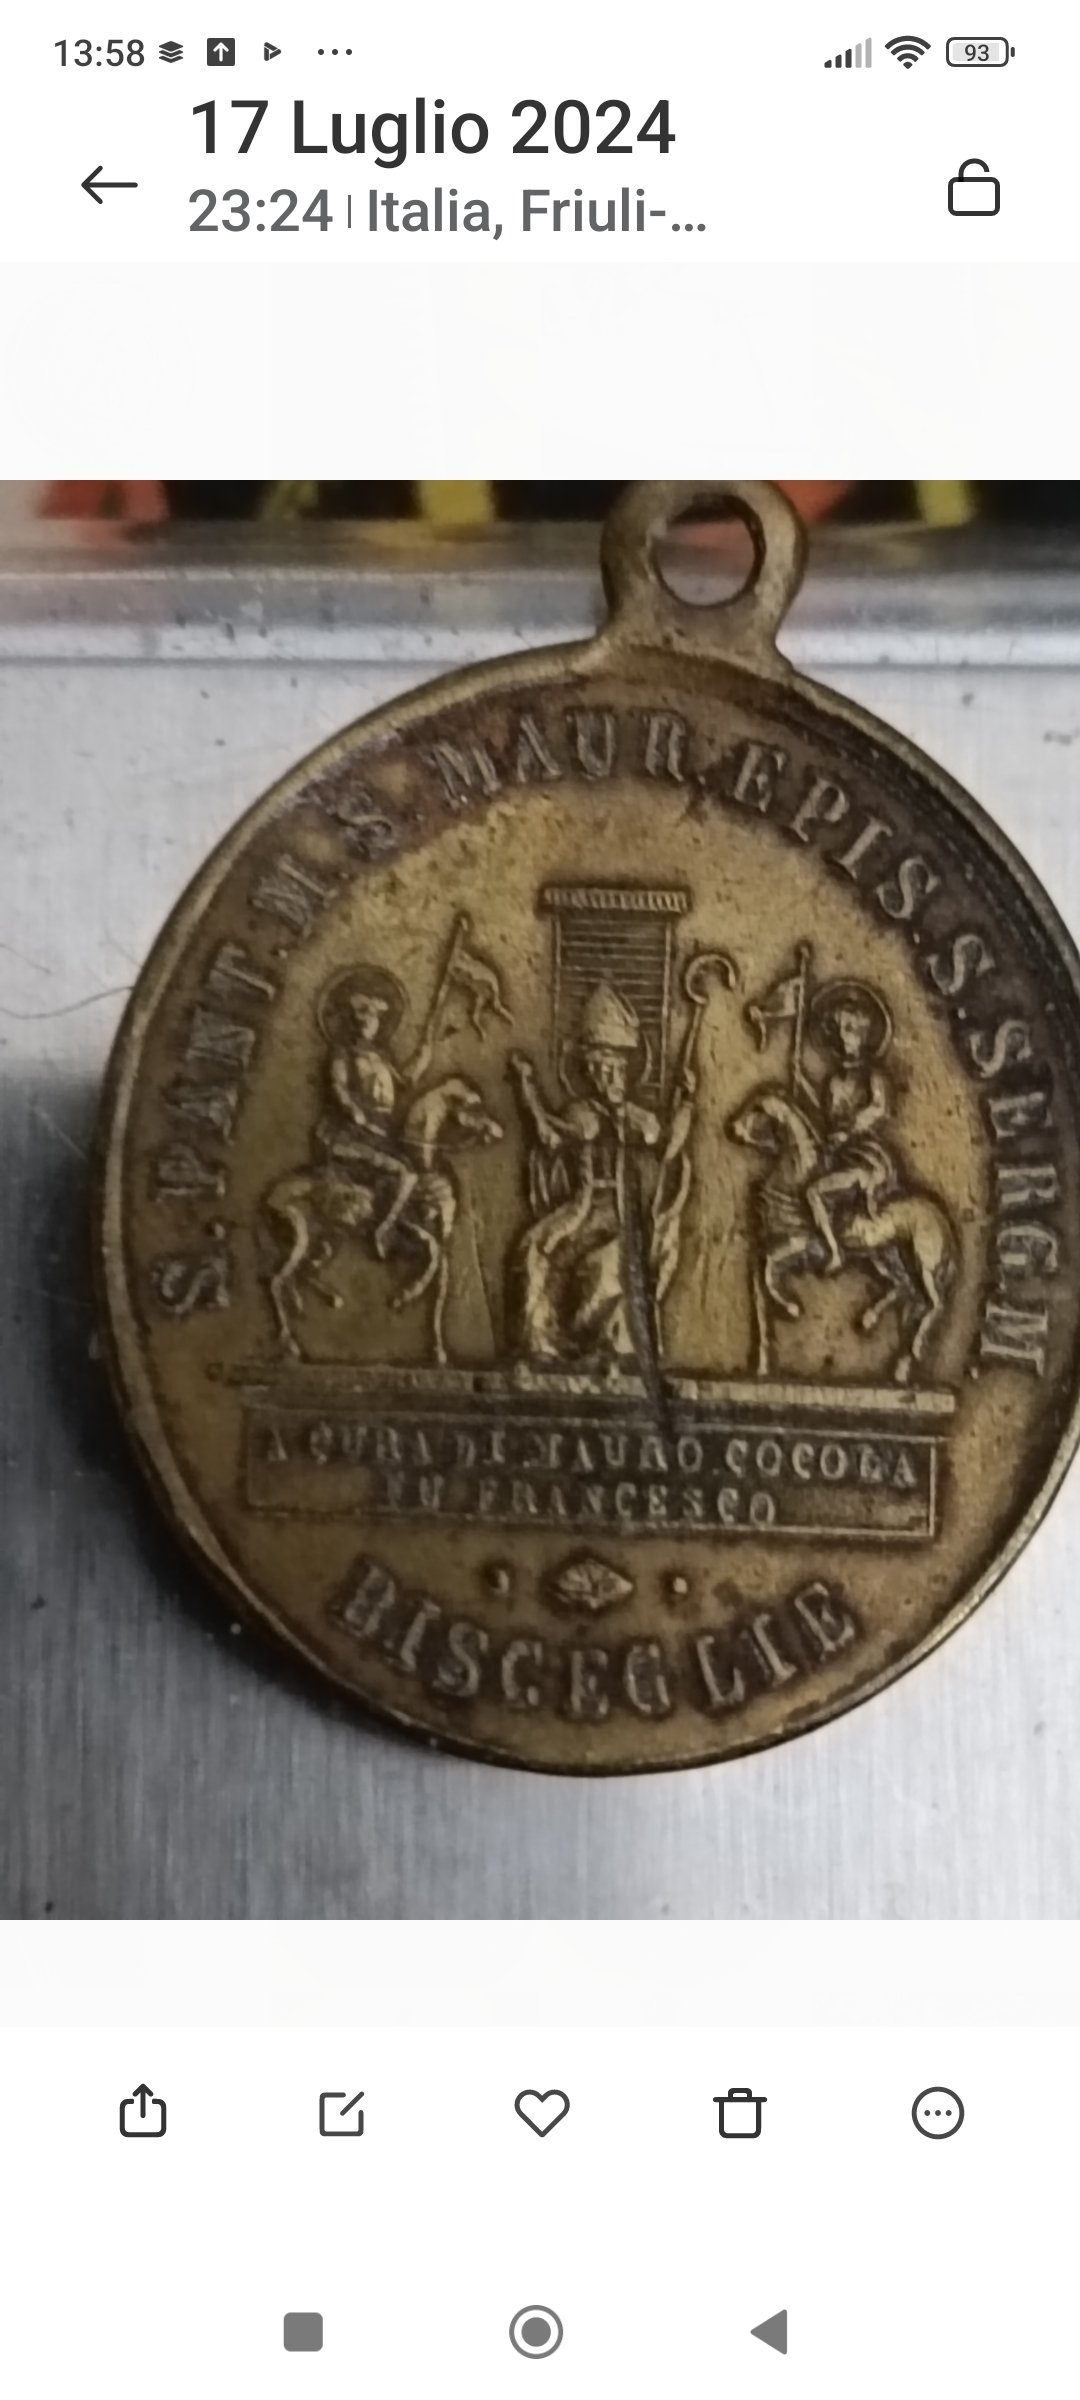 13:58
93
17 Luglio 2024
23:24 | Italia, Friuli-...
S. PANT. M. S. MAUR. EPIS. S. SERG M.
A CURA DI MAURO COCOLA
FU FRANCESCO
BISCEGLIE